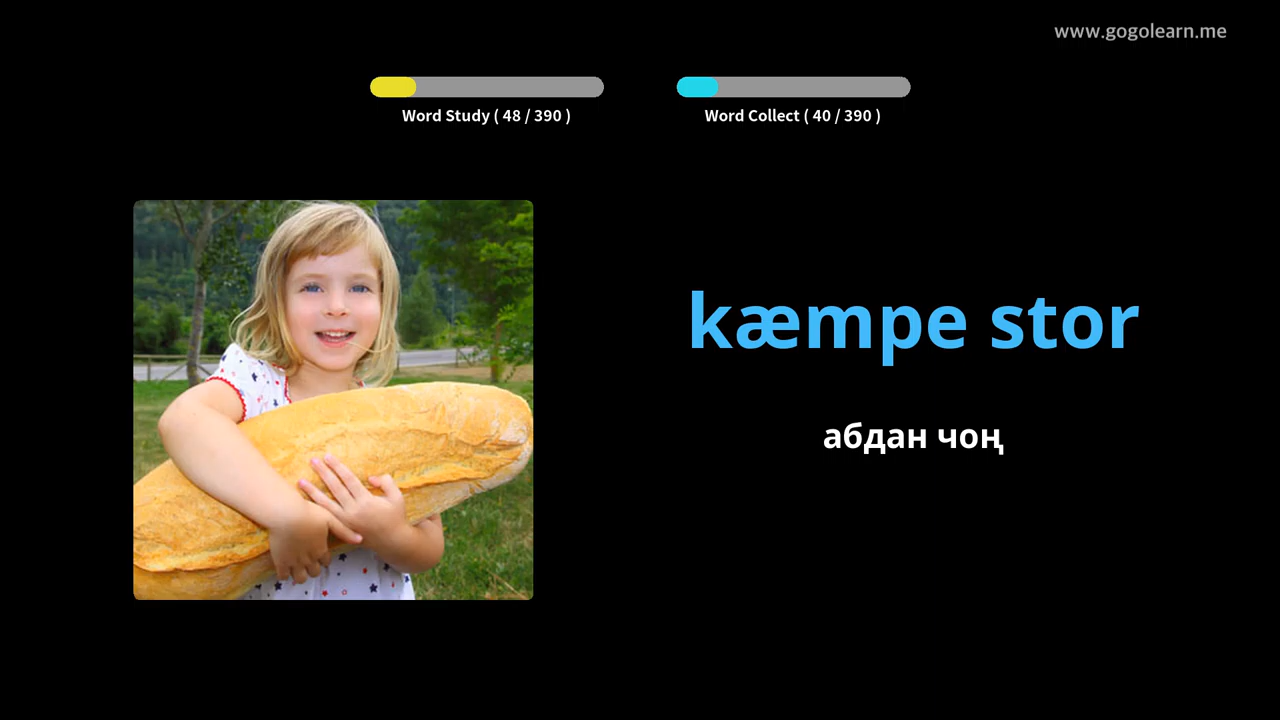 www.gogolearn.me
Word Study ( 48 / 390 )
Word Collect ( 40 / 390 )
kæmpe stor
абдан чоң